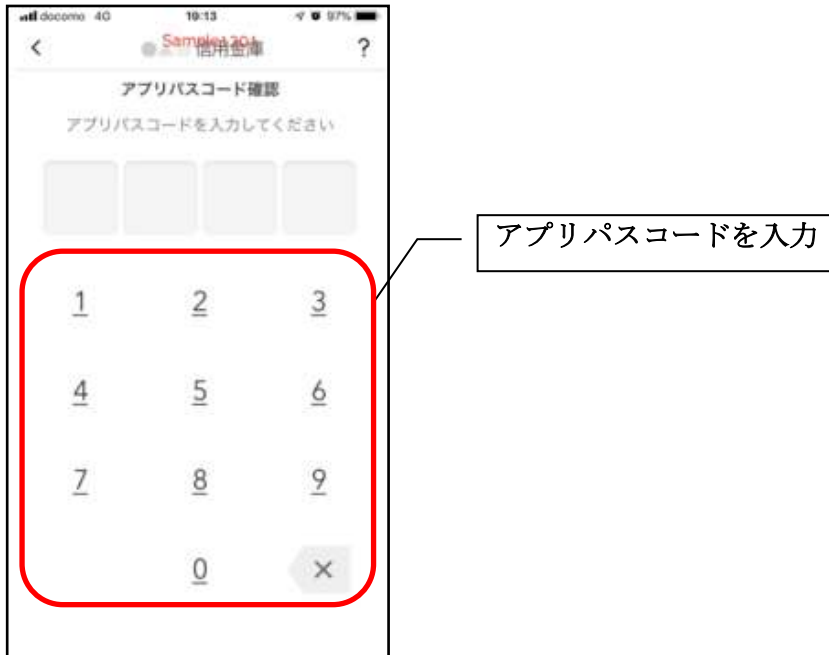 docomo 4G 19:13 97%
Sample1201
信用金庫 ?
アプリパスコード確認
アプリパスコードを入力してください
アプリパスコードを入力
1 2 3
4 5 6
7 8 9
0 ×